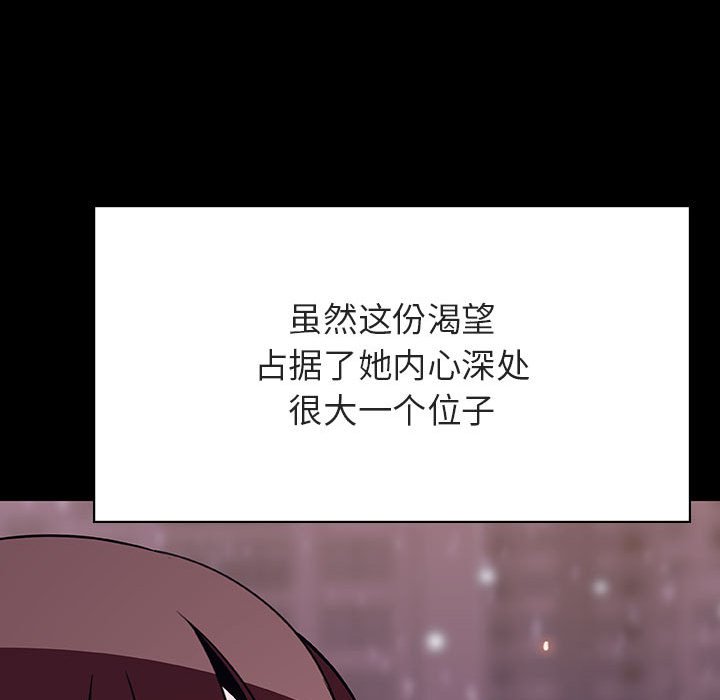 虽然这份渴望
占据了她内心深处
很大一个位子